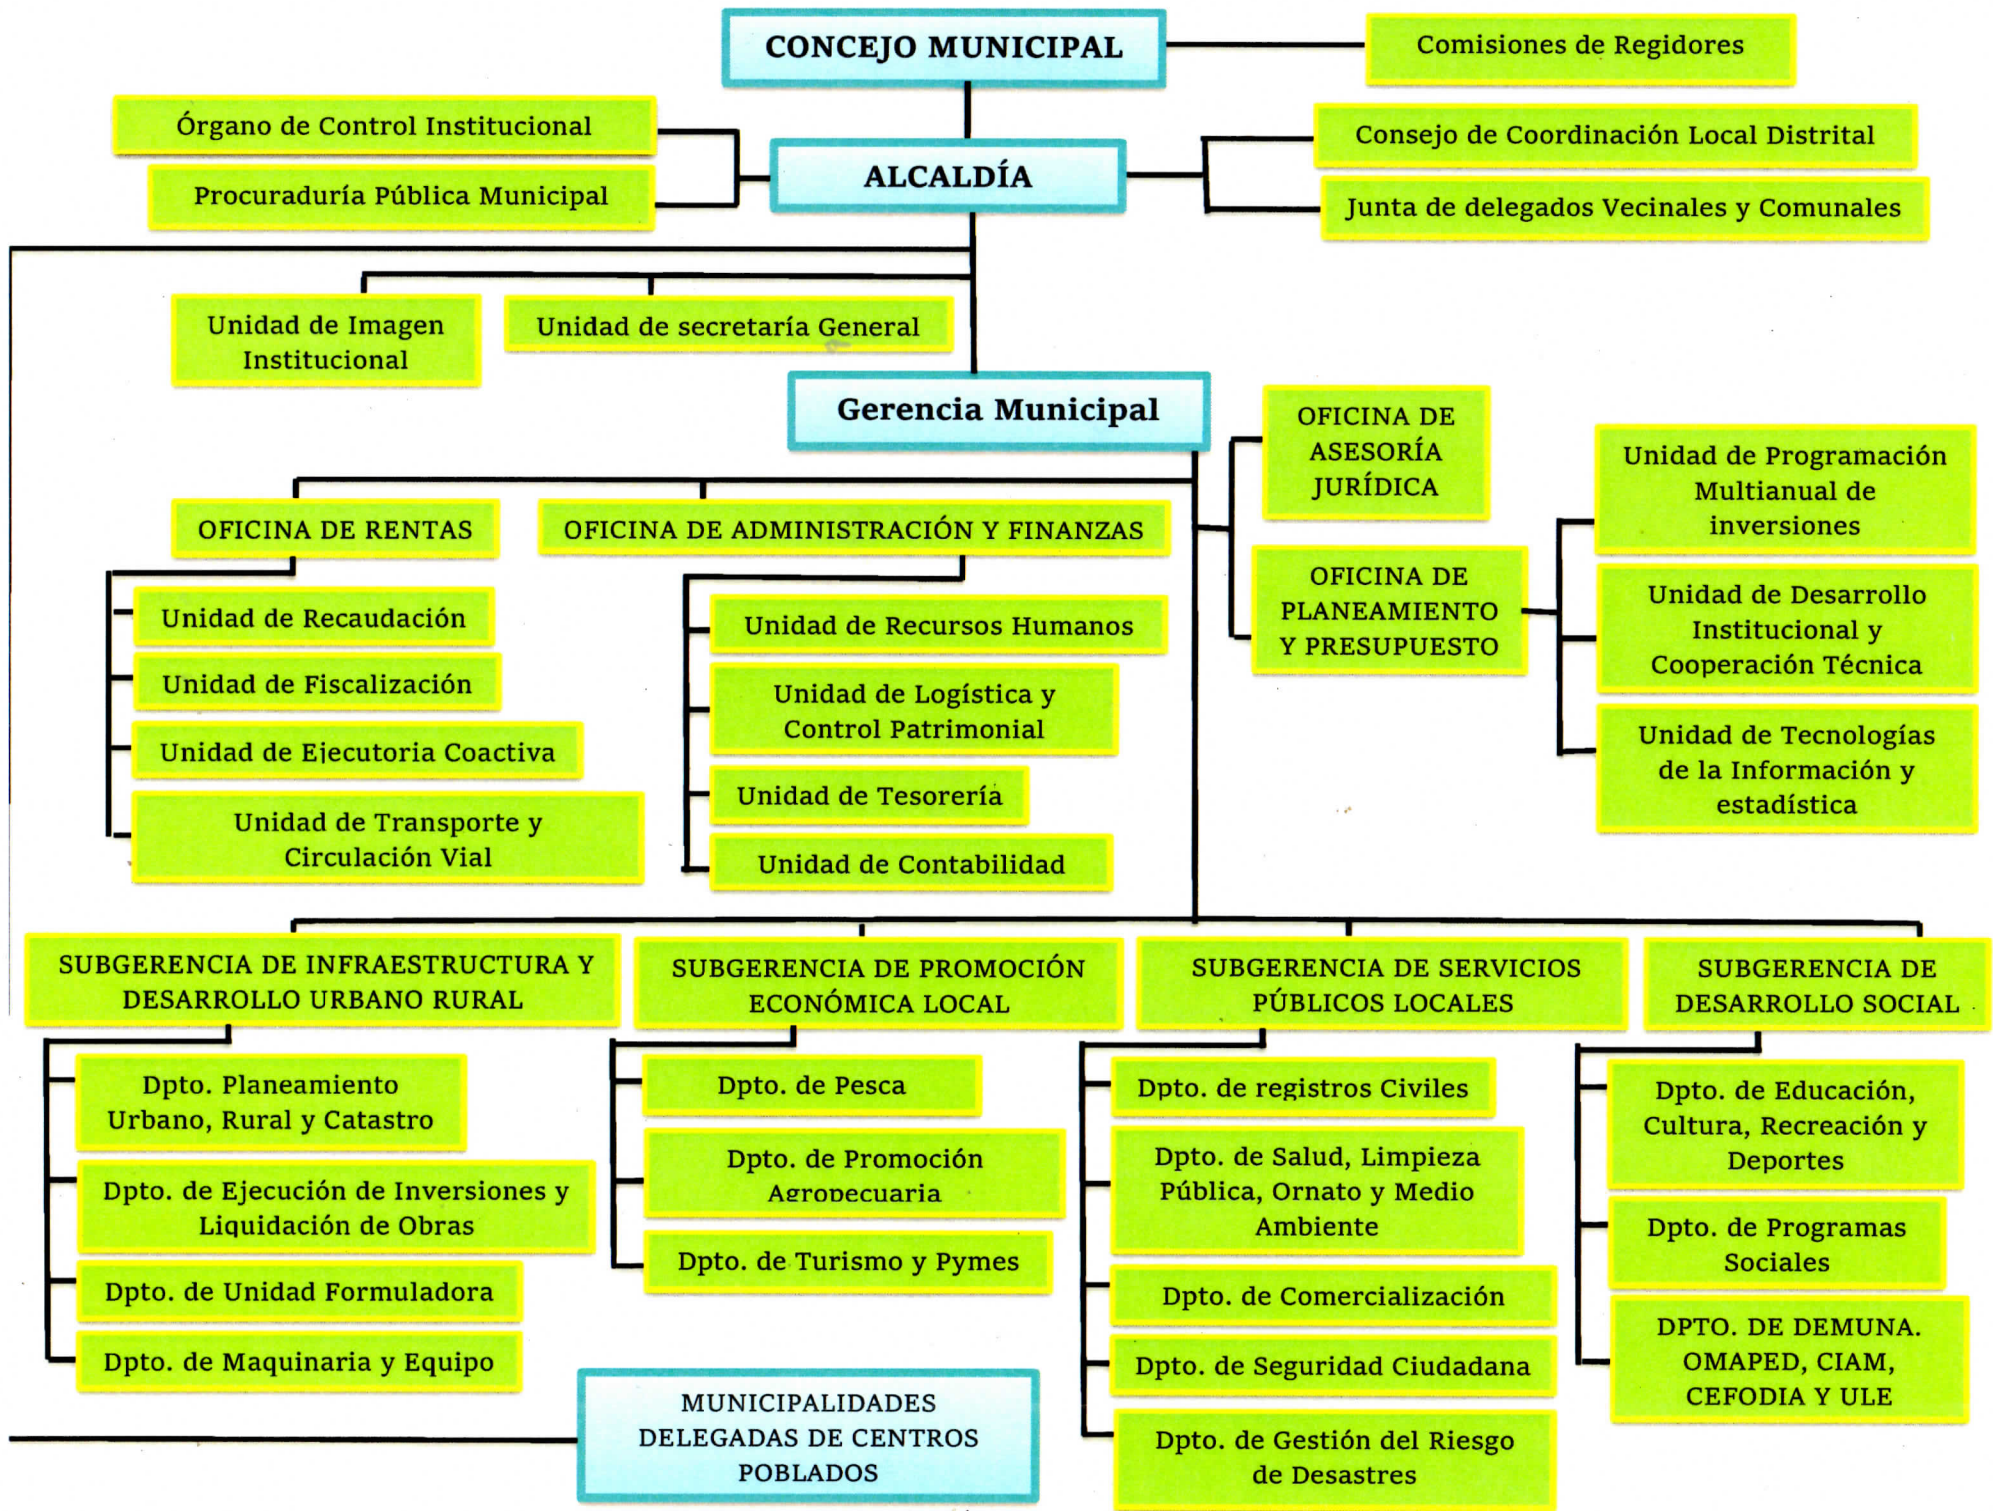 CONCEJO MUNICIPAL
Comisiones de Regidores
Órgano de Control Institucional
Procuraduría Pública Municipal
ALCALDÍA
Consejo de Coordinación Local Distrital
Junta de delegados Vecinales y Comunales
Unidad de Imagen
Institucional
Unidad de secretaría General
Gerencia Municipal
OFICINA DE
ASESORÍA
JURÍDICA
OFICINA DE
PLANEAMIENTO
Y PRESUPUESTO
Unidad de Programación
Multianual de
inversiones
Unidad de Desarrollo
Institucional y
Cooperación Técnica
Unidad de Tecnologías
de la Información y
estadística
OFICINA DE RENTAS
Unidad de Recaudación
Unidad de Fiscalización
Unidad de Ejecutoria Coactiva
Unidad de Transporte y
Circulación Vial
OFICINA DE ADMINISTRACIÓN Y FINANZAS
Unidad de Recursos Humanos
Unidad de Logística y
Control Patrimonial
Unidad de Tesorería
Unidad de Contabilidad
SUBGERENCIA DE INFRAESTRUCTURA Y
DESARROLLO URBANO RURAL
Dpto. Planeamiento
Urbano, Rural y Catastro
Dpto. de Ejecución de Inversiones y
Liquidación de Obras
Dpto. de Unidad Formuladora
Dpto. de Maquinaria y Equipo
SUBGERENCIA DE PROMOCIÓN
ECONÓMICA LOCAL
Dpto. de Pesca
Dpto. de Promoción
Agropecuaria
Dpto. de Turismo y Pymes
SUBGERENCIA DE SERVICIOS
PÚBLICOS LOCALES
Dpto. de registros Civiles
Dpto. de Salud, Limpieza
Pública, Ornato y Medio
Ambiente
Dpto. de Comercialización
Dpto. de Seguridad Ciudadana
Dpto. de Gestión del Riesgo
de Desastres
SUBGERENCIA DE
DESARROLLO SOCIAL
Dpto. de Educación,
Cultura, Recreación y
Deportes
Dpto. de Programas
Sociales
DPTO. DE DEMUNA.
OMAPED, CIAM,
CEFODIA Y ULE
MUNICIPALIDADES
DELEGADAS DE CENTROS
POBLADOS